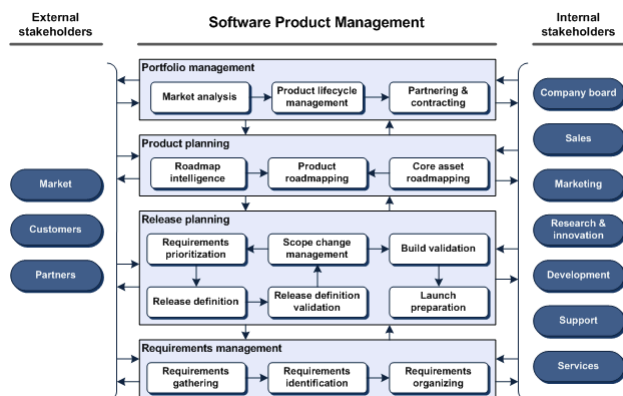 External
stakeholders
Software Product Management
Internal
stakeholders
Portfolio management
Market analysis
Product lifecycle
management
Partnering &
contracting
Product planning
Roadmap
intelligence
Product
roadmapping
Core asset
roadmapping
Release planning
Requirements
prioritization
Scope change
management
Build validation
Release definition
Release definition
validation
Launch
preparation
Requirements management
Requirements
gathering
Requirements
identification
Requirements
organizing
Market
Customers
Partners
Company board
Sales
Marketing
Research &
innovation
Development
Support
Services